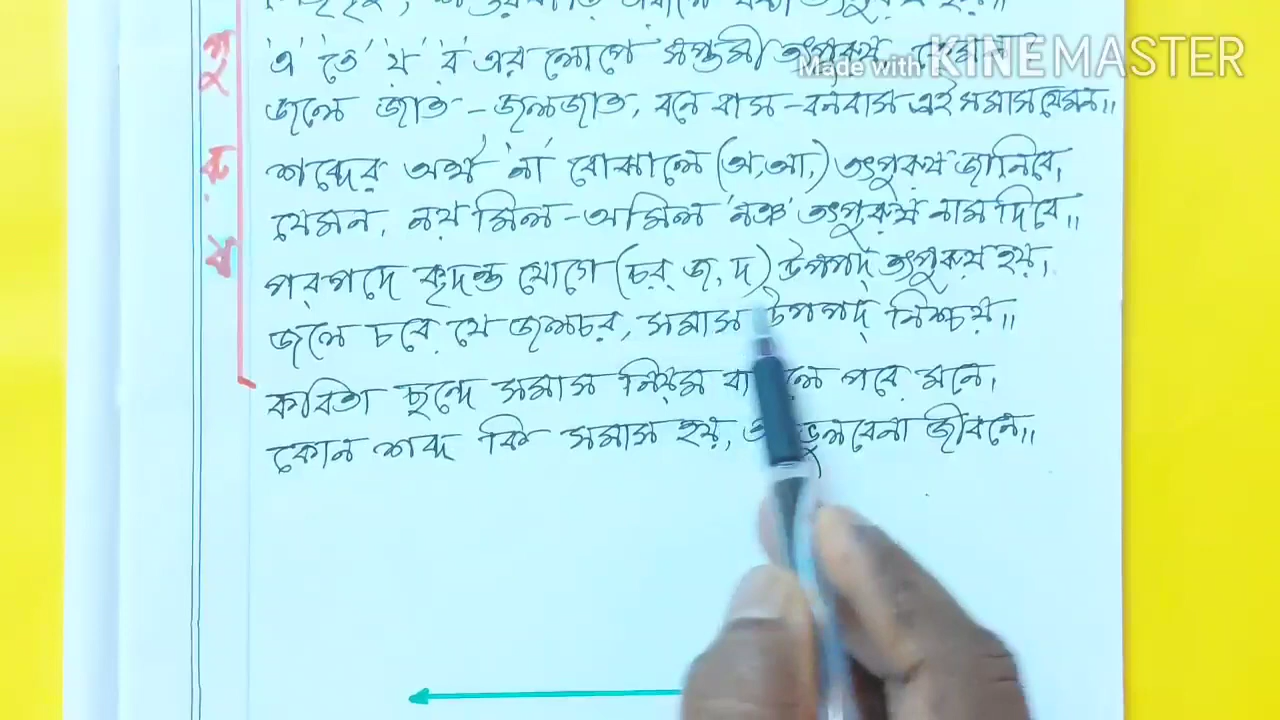 'এ' 'তে' 'য়' 'র' এর লোপে সপ্তমী তৎপুরুষ,
Made with KINEMASTER
জলে জাত - জলজাত, বনে বাস - বনবাস এই সমাস যেমন।।
শব্দের অর্থ 'না' বোঝালে (অ, আ,) তৎপুরুষ জানিবে,
যেমন, নয় মিল - অমিল 'নঞ' তৎপুরুষ নাম দিবে।।
পরপদে কৃদন্ত যোগে (চর, জ, দ) উপপদ্ তৎপুরুষ হয়,
জলে চরে যে জলচর, সমাস উপপদ্ নিশ্চয়।।
কবিতা ছন্দে সমাস নিয়ম পরে মনে,
কোন শব্দ কি সমাস হয়, ভুলবেনা জীবনে।।
পু
রু
ষ